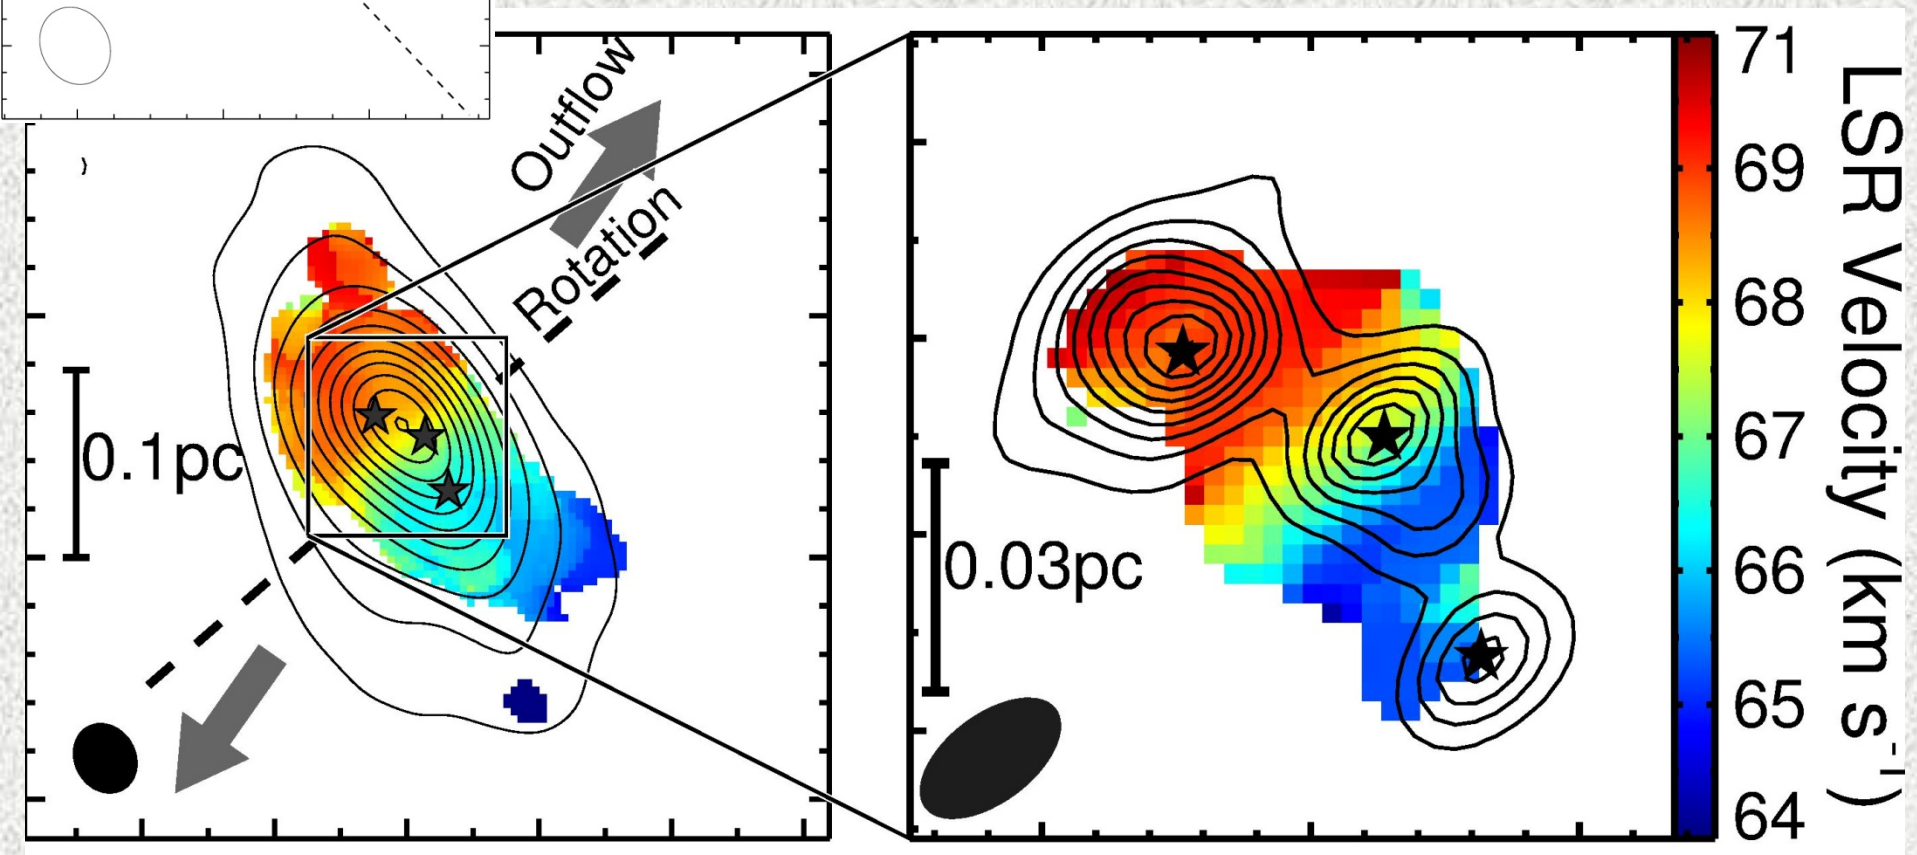 Outflow
Rotation
0.1pc
0.03pc
71
69
68
67
66
65
64
LSR Velocity (km s⁻¹)